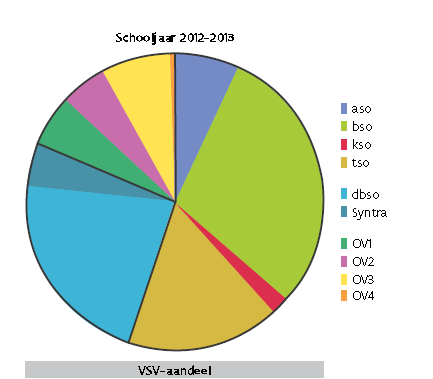 Schooljaar 2012-2013
aso
bso
kso
tso
dbso
Syntra
OV1
OV2
OV3
OV4
VSV-aandeel